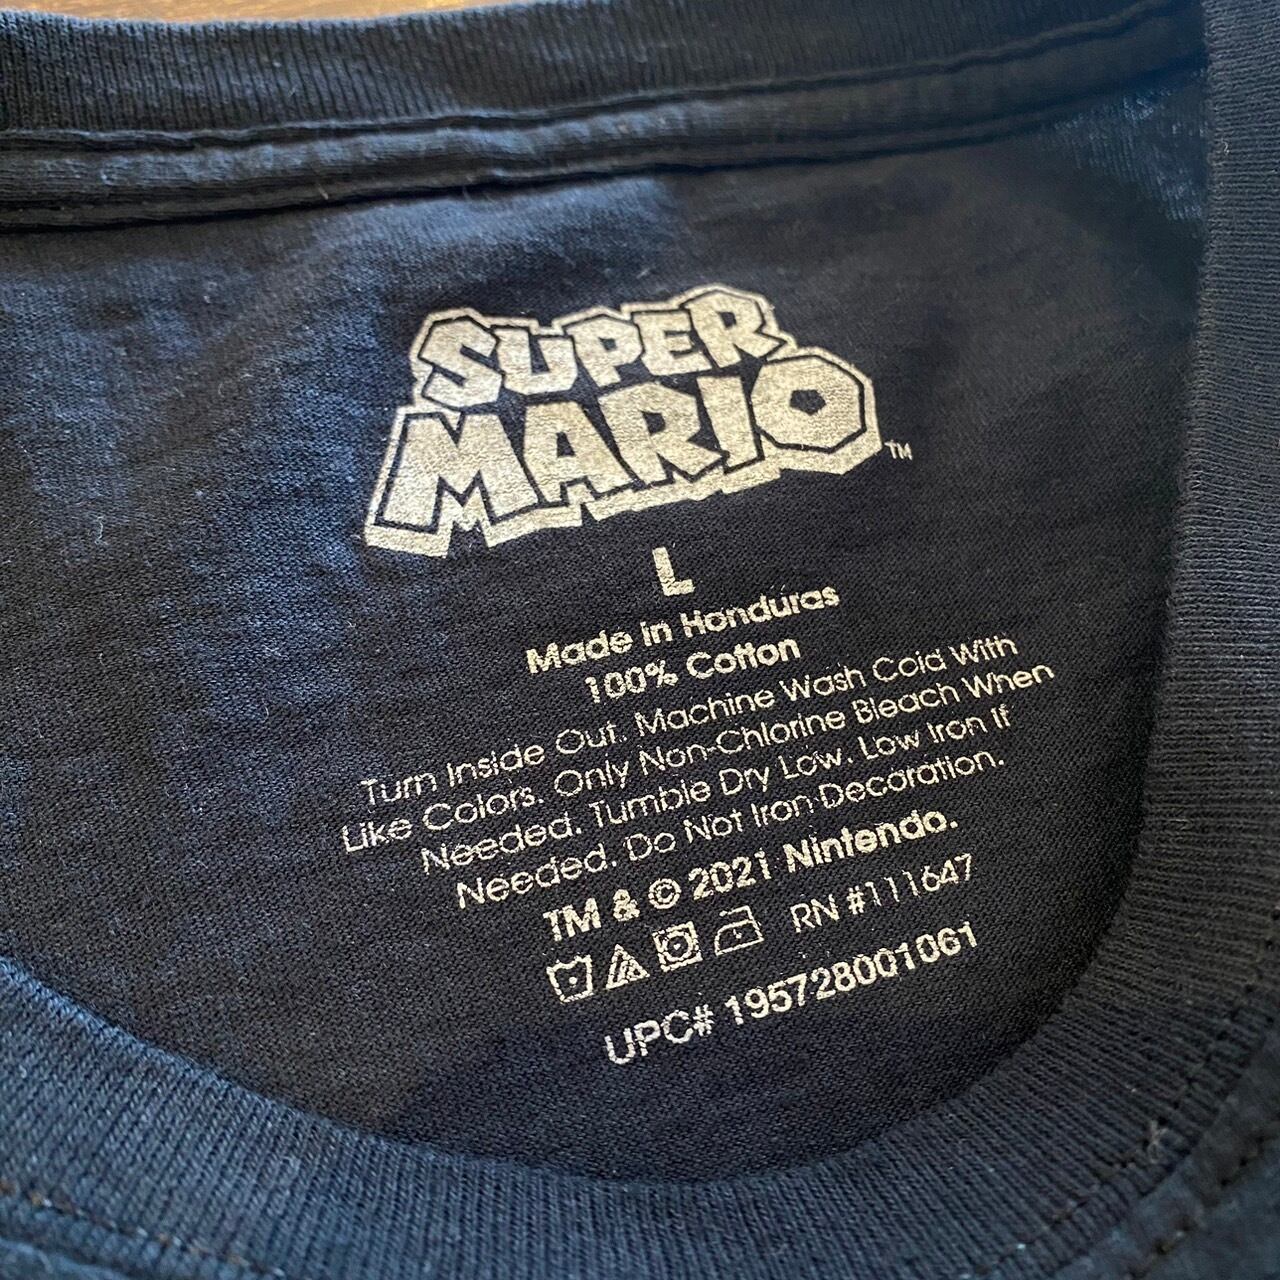 SUPER
MARIO™
L
Made in Honduras
100% Cotton
Turn Inside Out. Machine Wash Cold With
Like Colors. Only Non-Chlorine Bleach When
Needed. Tumble Dry Low. Low Iron If
Needed. Do Not Iron Decoration.
TM & © 2021 Nintendo.
RN #111647
UPC# 195728001061